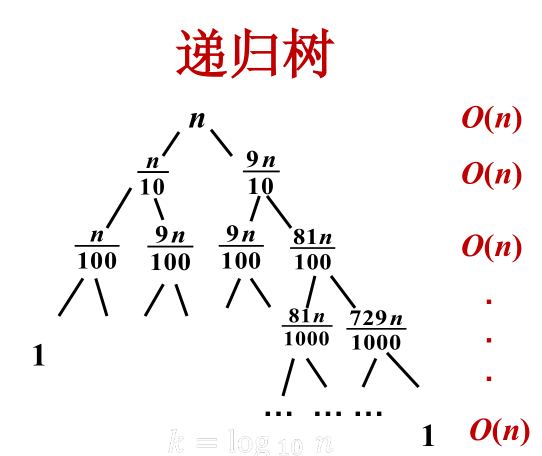 递归树
n O(n)
n/10 9n/10 O(n)
n/100 9n/100 9n/100 81n/100 O(n)
81n/1000 729n/1000
1
... ... ...
k = log₁₀ n 1 O(n)